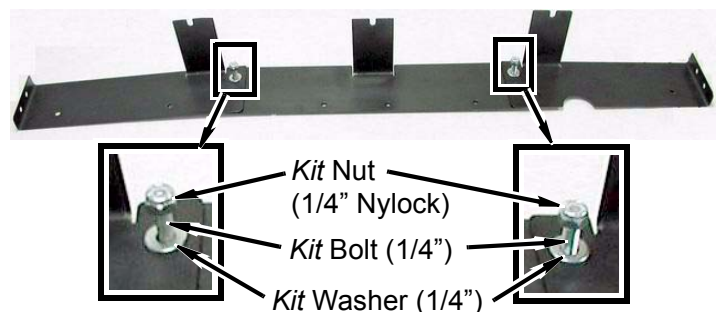 Kit Nut
(1/4” Nylock)
Kit Bolt (1/4”)
Kit Washer (1/4”)